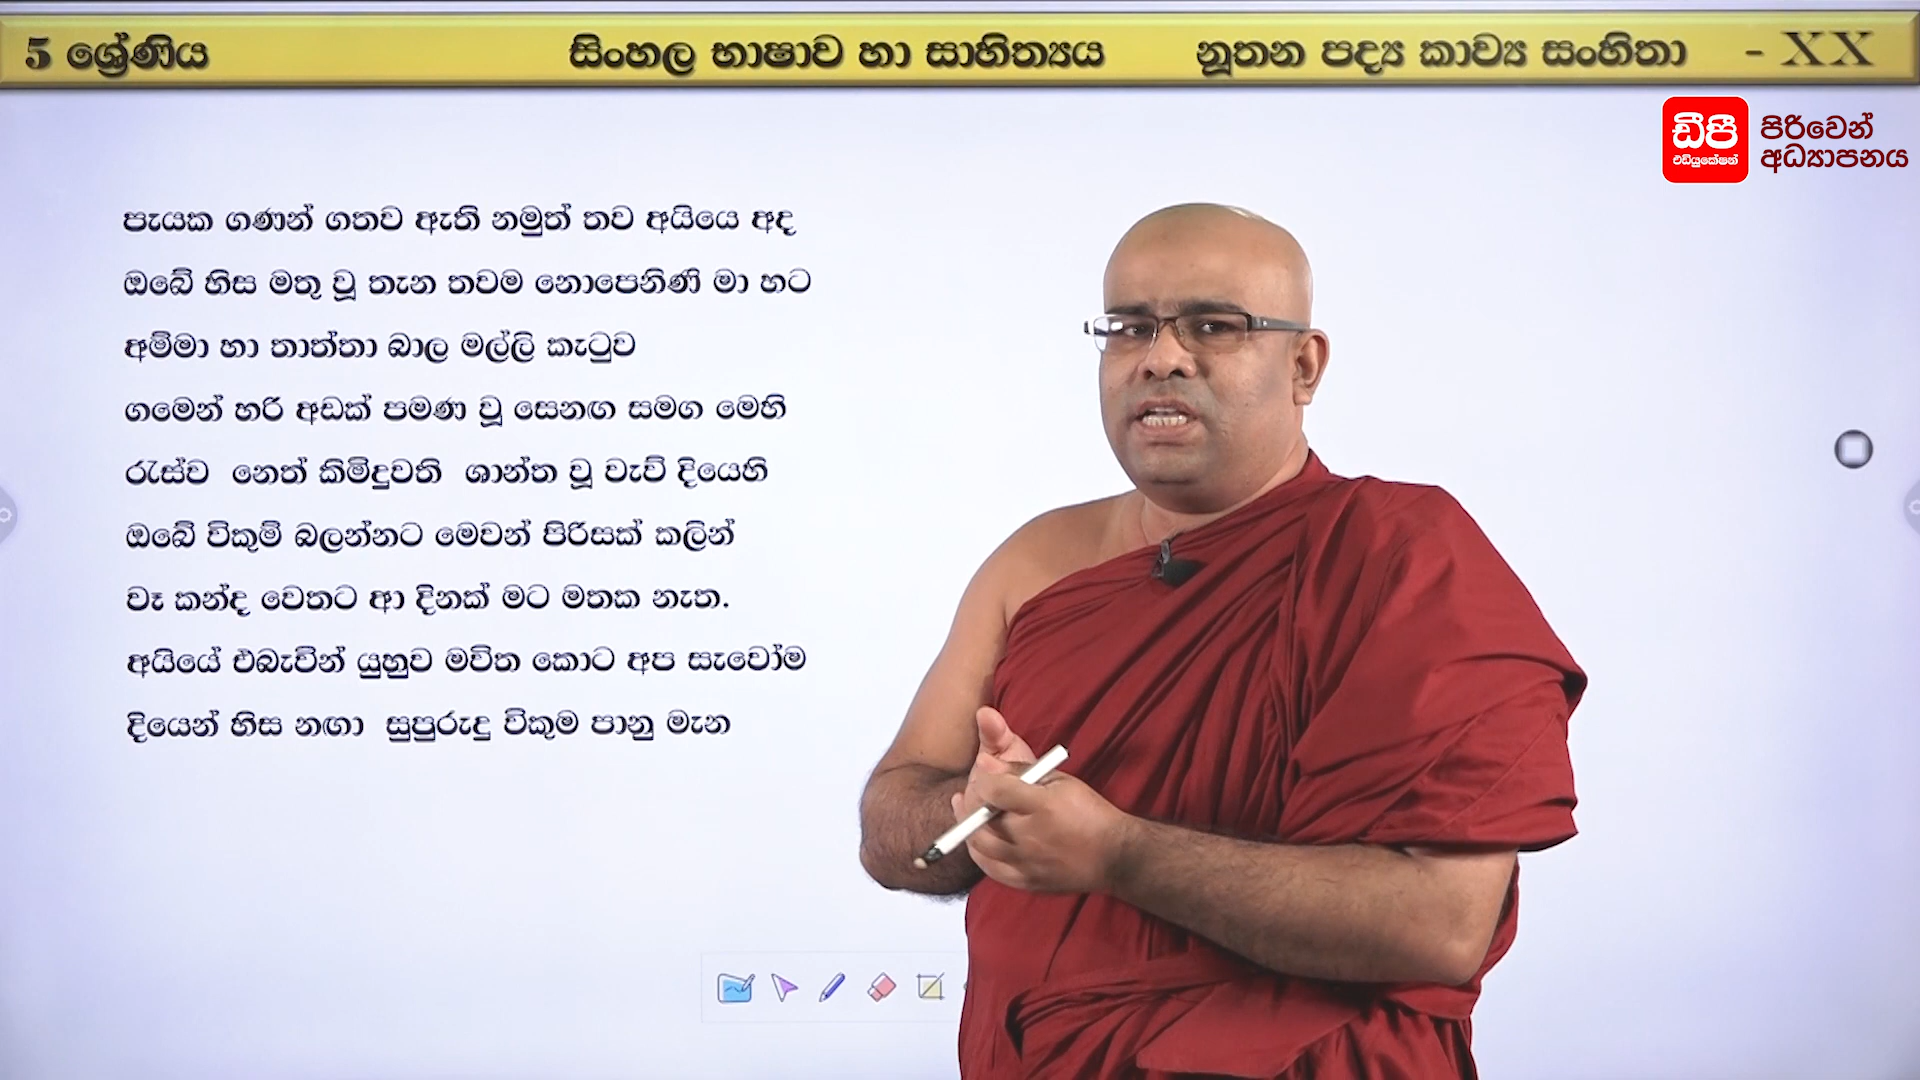 5 ශ්‍රේණිය සිංහල භාෂාව හා සාහිත්‍යය නූතන පද්‍ය කාව්‍ය සංහිතා - XX
ඩීපී
එඩියුකේෂන්
පිරිවෙන්
අධ්‍යාපනය
පැයක ගණන් ගතව ඇති නමුත් තව අයියෙ අද
ඔබේ හිස මතු වූ තැන තවම නොපෙනිණි මා හට
අම්මා හා තාත්තා බාල මල්ලි කැටුව
ගමෙන් හරි අඩක් පමණ වූ සෙනඟ සමග මෙහි
රැස්ව නෙත් කිමිදුවති ශාන්ත වූ වැව් දියෙහි
ඔබේ විකුම් බලන්නට මෙවන් පිරිසක් කලින්
වෑ කන්ද වෙතට ආ දිනක් මට මතක නැත.
අයියේ එබැවින් යුහුව මවිත කොට අප සැවෝම
දියෙන් හිස නඟා සුපුරුදු විකුම පානු මැන